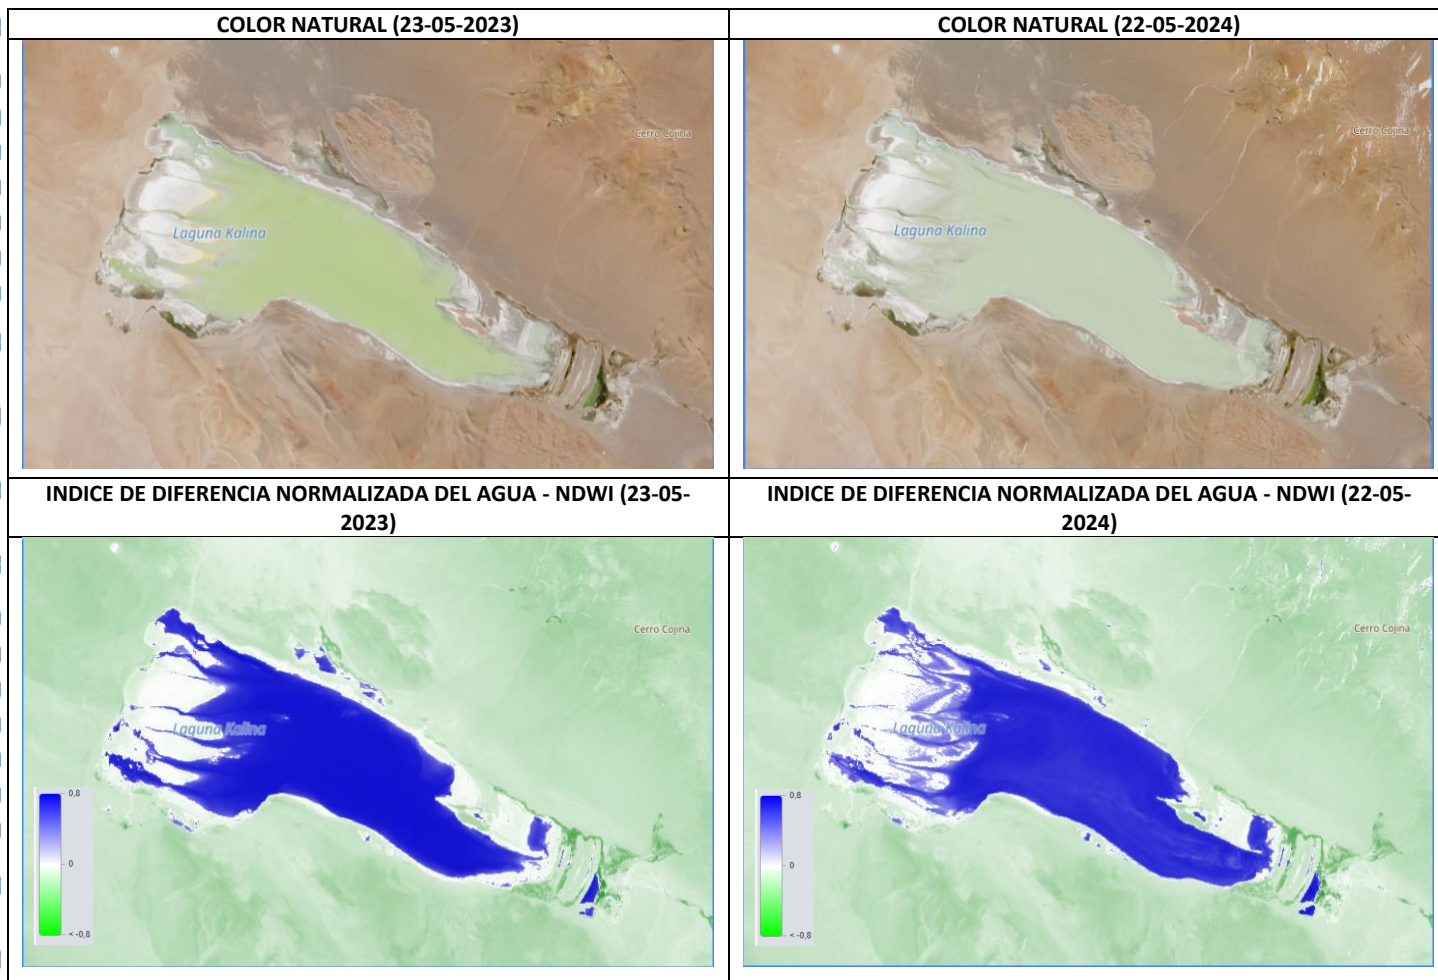 COLOR NATURAL (23-05-2023)
COLOR NATURAL (22-05-2024)
Cerro Cojina
Laguna Kalina
Cerro Cojina
Laguna Kalina
INDICE DE DIFERENCIA NORMALIZADA DEL AGUA - NDWI (23-05-
2023)
INDICE DE DIFERENCIA NORMALIZADA DEL AGUA - NDWI (22-05-
2024)
Cerro Cojina
Laguna Kalina
0,8
0
< -0,8
Cerro Cojina
Laguna Kalina
0,8
0
< -0,8